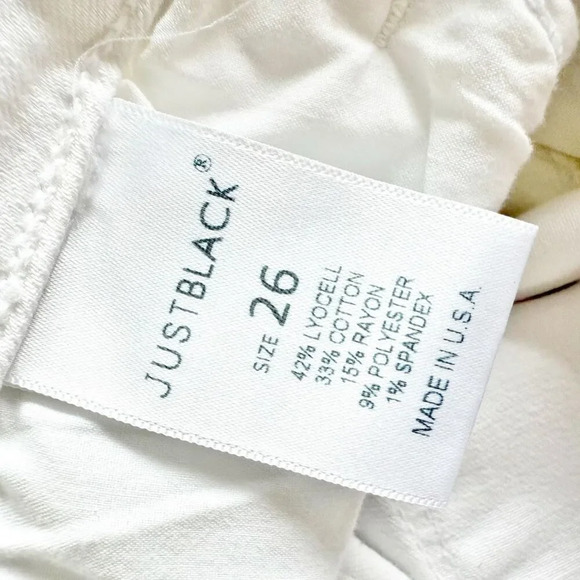 JUSTBLACK®
SIZE 26
42% LYOCELL
33% COTTON
15% RAYON
9% POLYESTER
1% SPANDEX
MADE IN U.S.A.